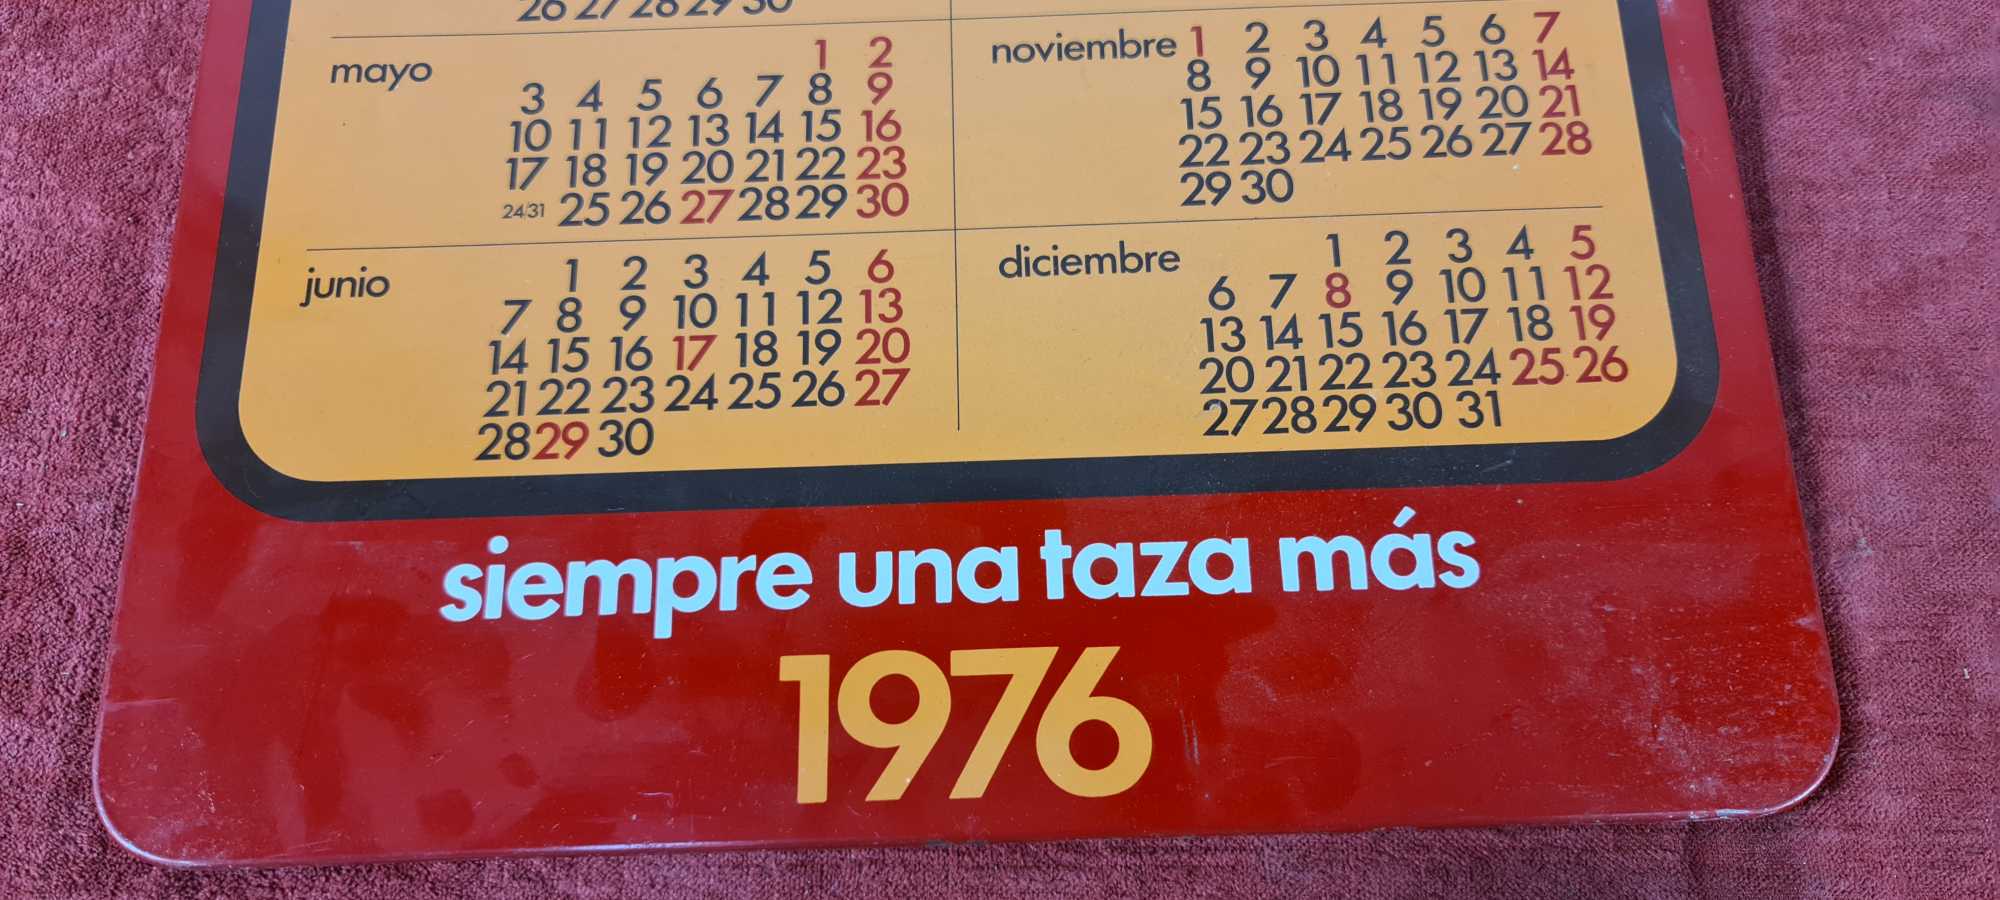 26 27 28 29 30
mayo
1 2
3 4 5 6 7 8 9
10 11 12 13 14 15 16
17 18 19 20 21 22 23
24/31 25 26 27 28 29 30
junio
1 2 3 4 5 6
7 8 9 10 11 12 13
14 15 16 17 18 19 20
21 22 23 24 25 26 27
28 29 30
noviembre 1 2 3 4 5 6 7
8 9 10 11 12 13 14
15 16 17 18 19 20 21
22 23 24 25 26 27 28
29 30
diciembre
1 2 3 4 5
6 7 8 9 10 11 12
13 14 15 16 17 18 19
20 21 22 23 24 25 26
27 28 29 30 31
siempre una taza más
1976